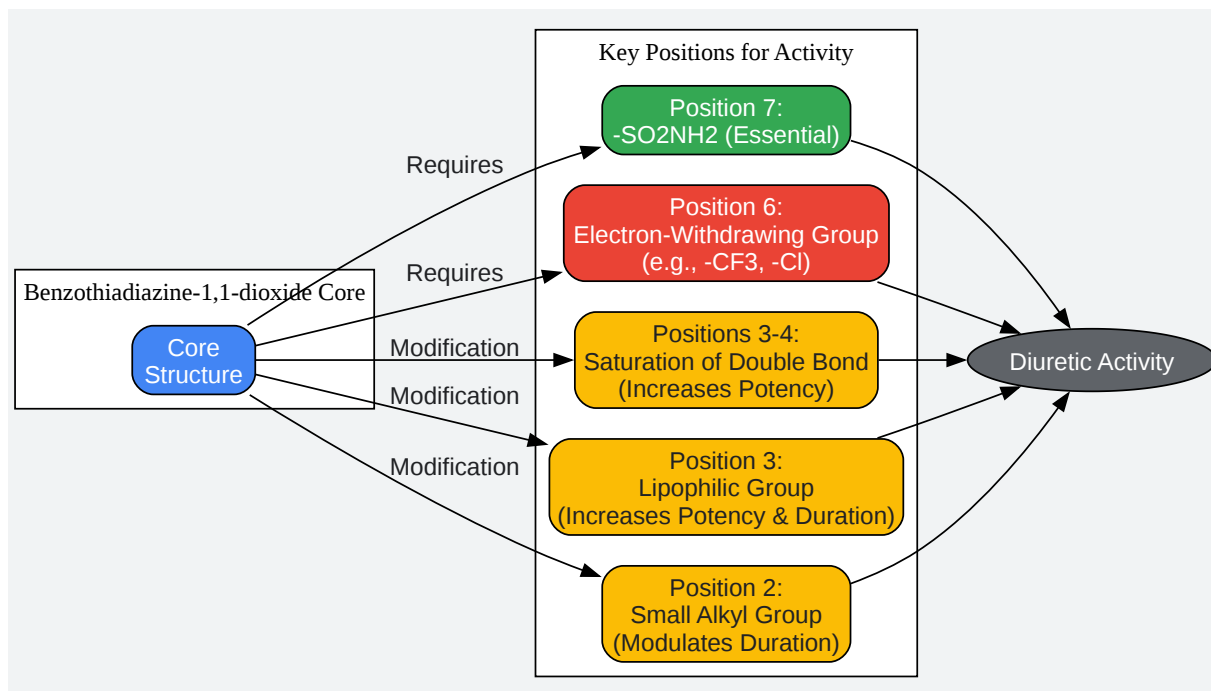 Key Positions for Activity
Position 7:
-SO2NH2 (Essential)
Requires
Position 6:
Electron-Withdrawing Group
(e.g., -CF3, -Cl)
Requires
Benzothiadiazine-1,1-dioxide Core
Core
Structure
Modification
Positions 3-4:
Saturation of Double Bond
(Increases Potency)
Diuretic Activity
Modification
Position 3:
Lipophilic Group
(Increases Potency & Duration)
Modification
Position 2:
Small Alkyl Group
(Modulates Duration)